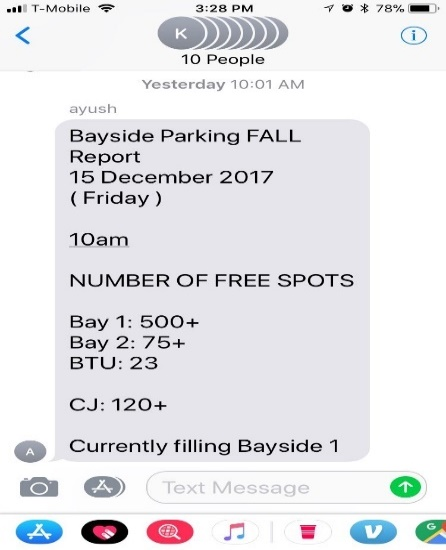 T-Mobile 3:28 PM 78%
K
10 People
Yesterday 10:01 AM
ayush
Bayside Parking FALL
Report
15 December 2017
( Friday )
10am
NUMBER OF FREE SPOTS
Bay 1: 500+
Bay 2: 75+
BTU: 23
CJ: 120+
Currently filling Bayside 1
A
Text Message